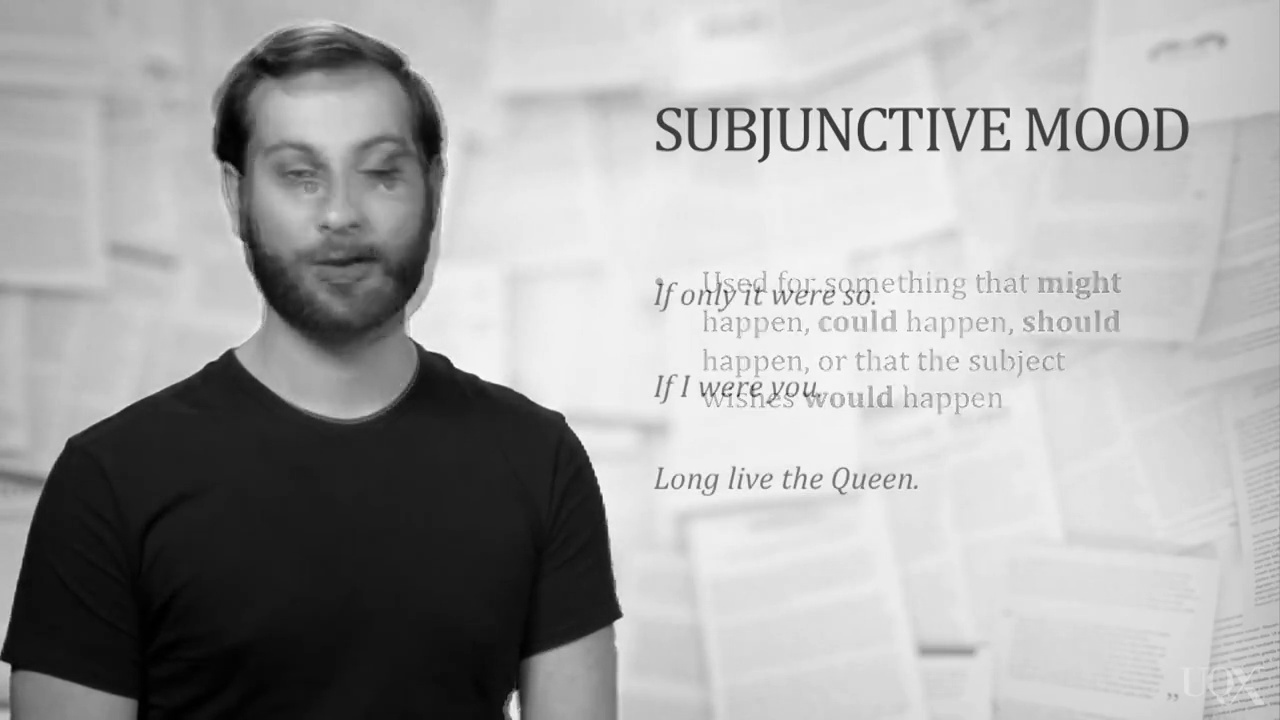 SUBJUNCTIVE MOOD
• Used for something that might
If only it were so.
happen, could happen, should
happen, or that the subject
If I were you,
wishes would happen
Long live the Queen.
UQx